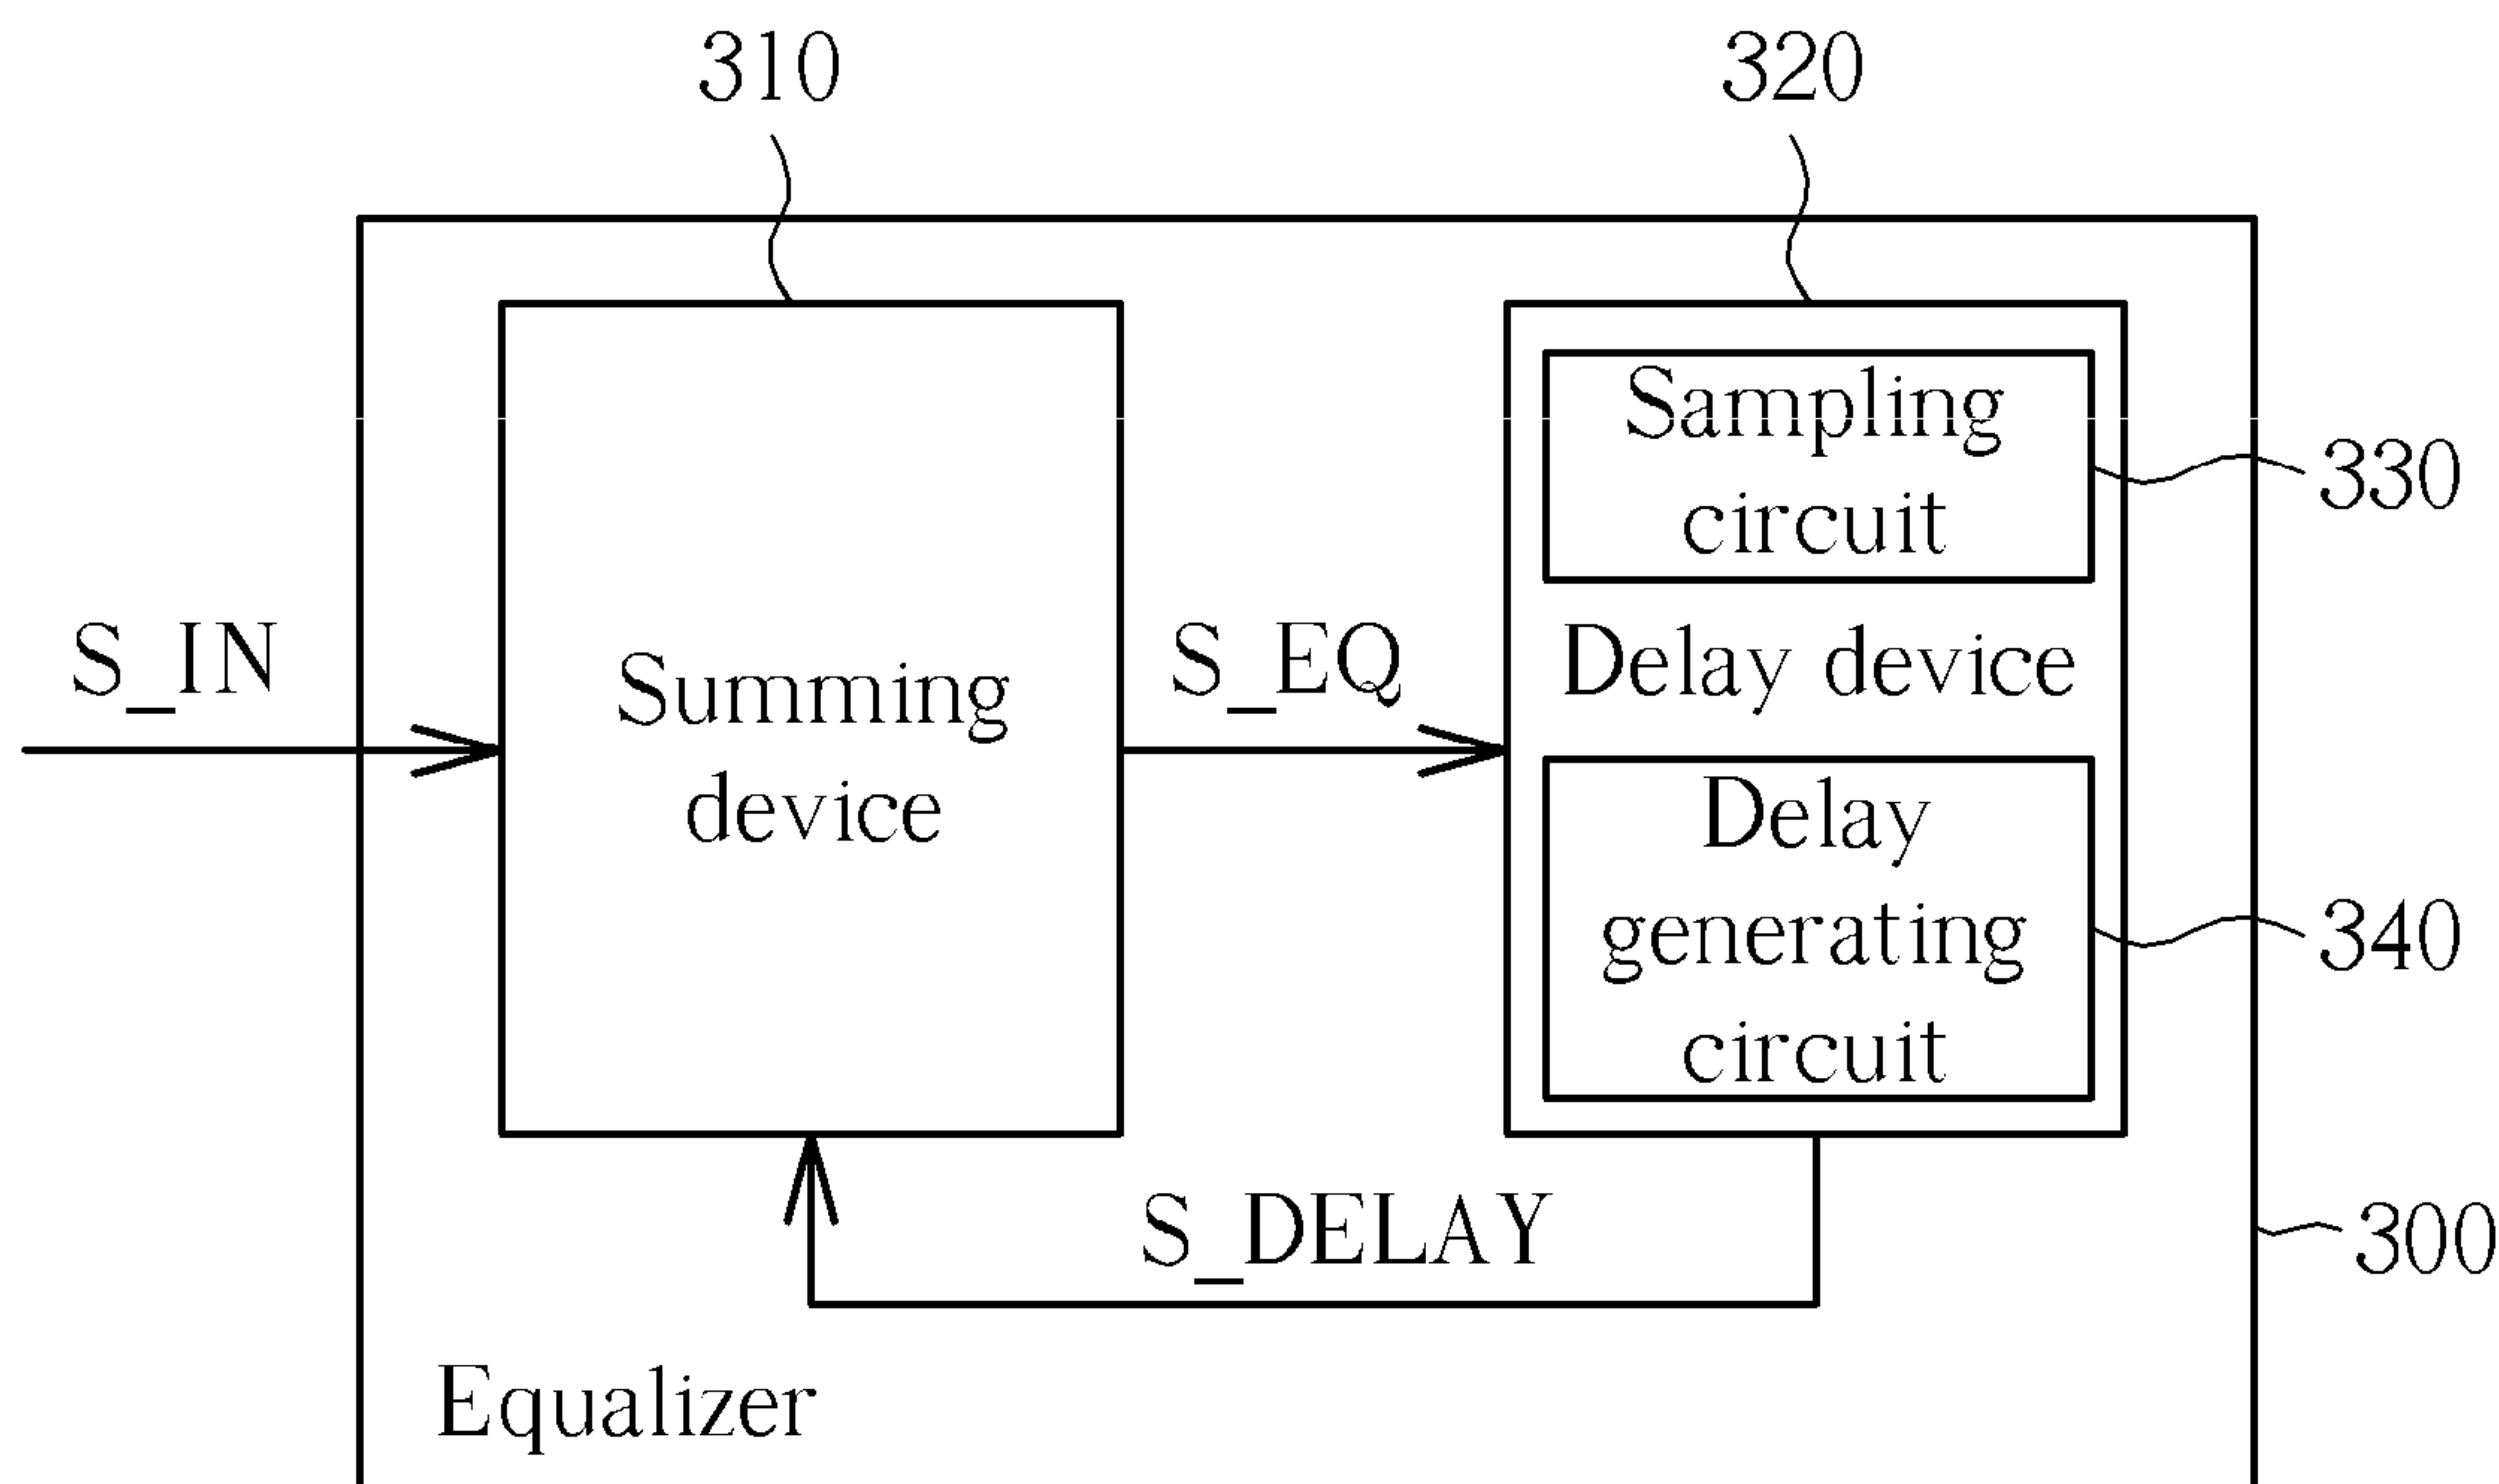 310
320
Sampling
circuit
330
S_IN
Summing
device
S_EQ
Delay device
Delay
generating
circuit
340
S_DELAY
300
Equalizer